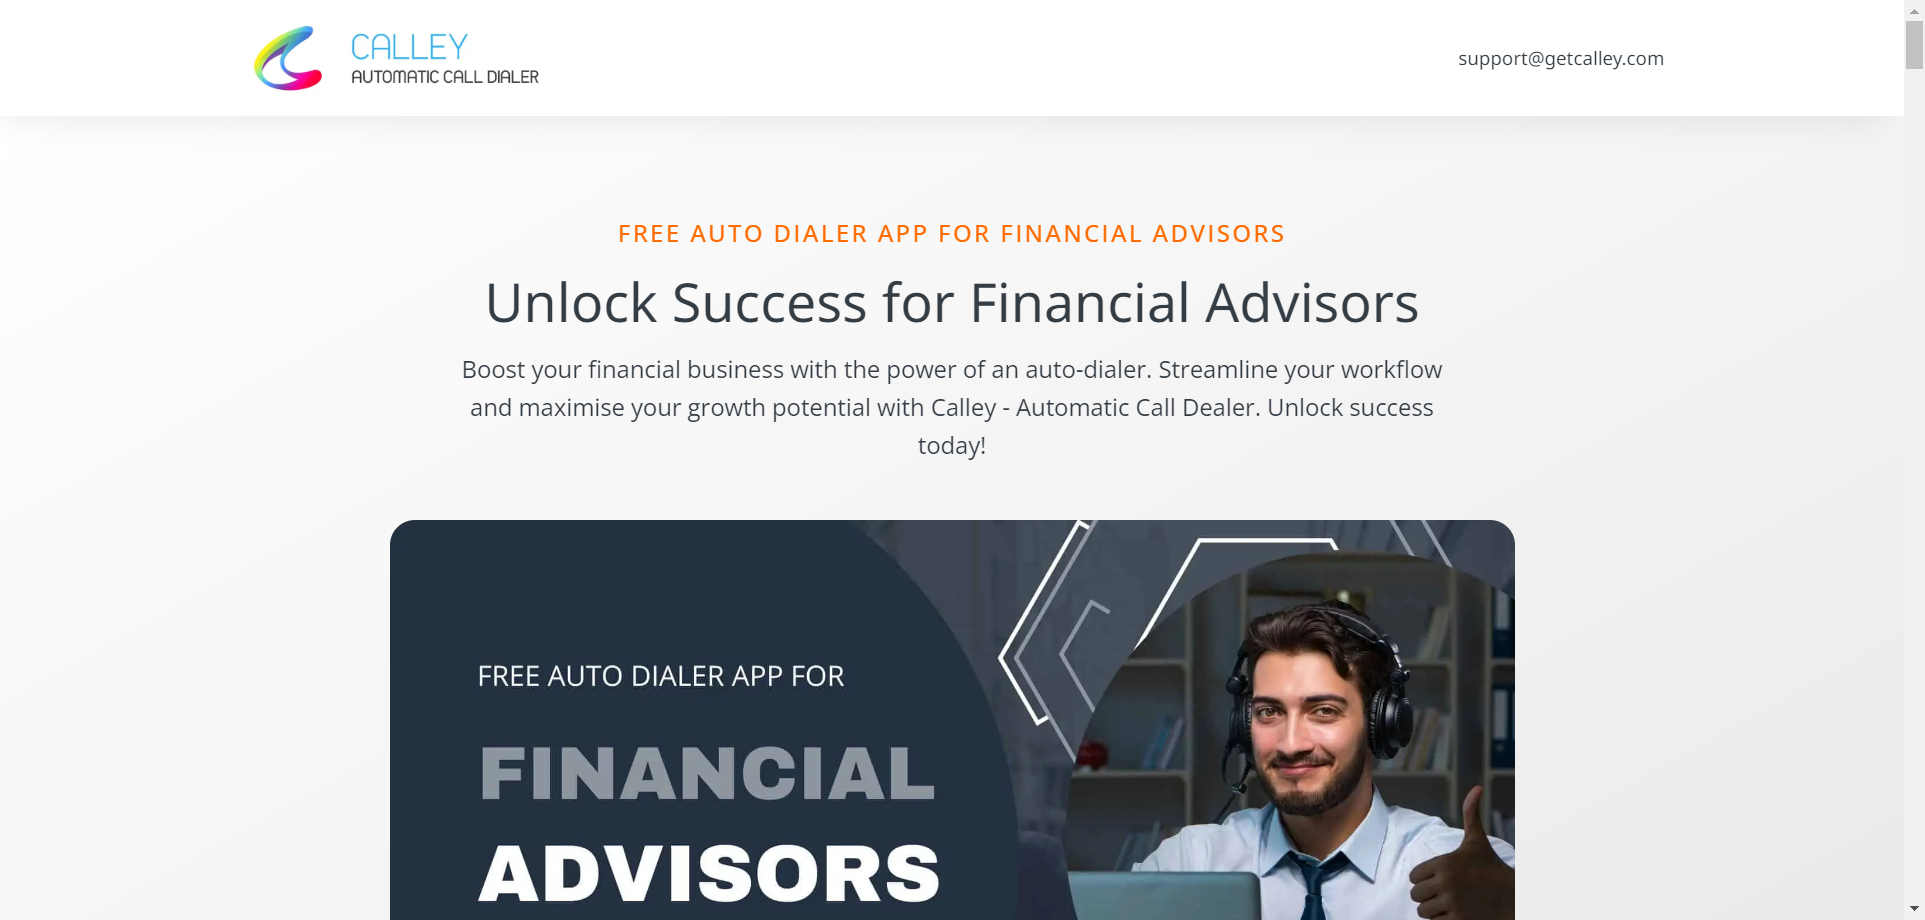 CALLEY
AUTOMATIC CALL DIALER
support@getcalley.com
FREE AUTO DIALER APP FOR FINANCIAL ADVISORS
Unlock Success for Financial Advisors
Boost your financial business with the power of an auto-dialer. Streamline your workflow
and maximise your growth potential with Calley - Automatic Call Dealer. Unlock success
today!
FREE AUTO DIALER APP FOR
FINANCIAL
ADVISORS